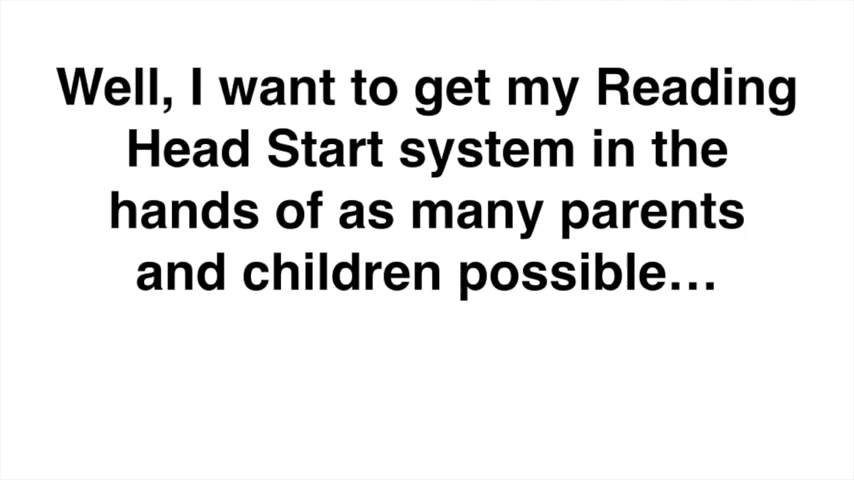 Well, I want to get my Reading
Head Start system in the
hands of as many parents
and children possible…